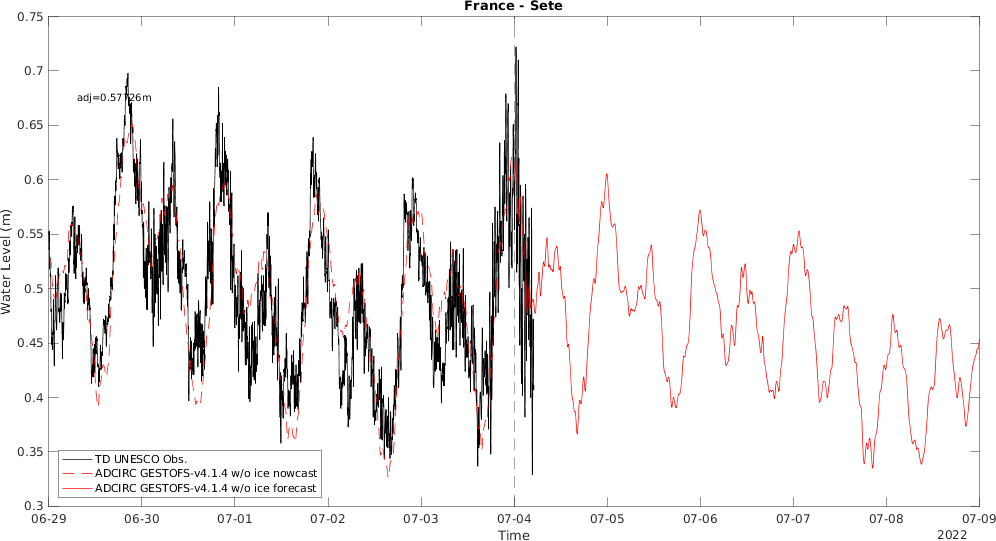 France - Sete
Water Level (m)
0.75
0.7
0.65
0.6
0.55
0.5
0.45
0.4
0.35
0.3
adj=0.57726m
TD UNESCO Obs.
ADCIRC GESTOFS-v4.1.4 w/o ice nowcast
ADCIRC GESTOFS-v4.1.4 w/o ice forecast
06-29 06-30 07-01 07-02 07-03 07-04 07-05 07-06 07-07 07-08 07-09
Time
2022